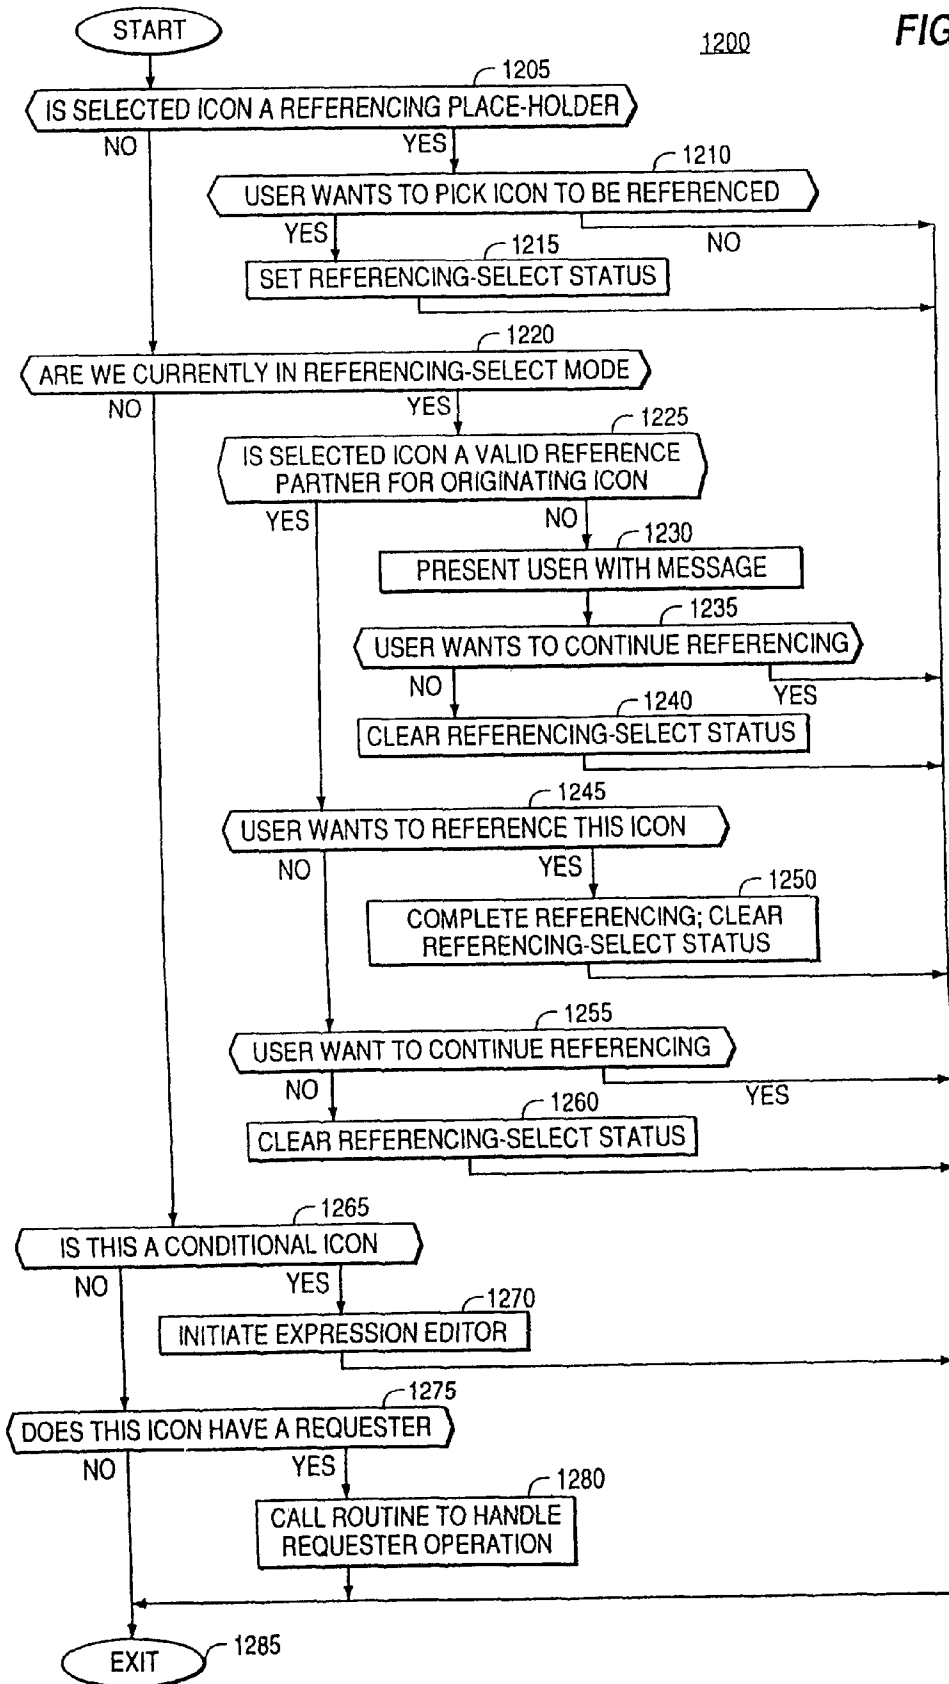 START
1200
FIG
1205
IS SELECTED ICON A REFERENCING PLACE-HOLDER
NO
YES
1210
USER WANTS TO PICK ICON TO BE REFERENCED
YES
NO
1215
SET REFERENCING-SELECT STATUS
1220
ARE WE CURRENTLY IN REFERENCING-SELECT MODE
NO
YES
1225
IS SELECTED ICON A VALID REFERENCE
PARTNER FOR ORIGINATING ICON
YES
NO
1230
PRESENT USER WITH MESSAGE
1235
USER WANTS TO CONTINUE REFERENCING
NO
YES
1240
CLEAR REFERENCING-SELECT STATUS
1245
USER WANTS TO REFERENCE THIS ICON
NO
YES
1250
COMPLETE REFERENCING; CLEAR
REFERENCING-SELECT STATUS
1255
USER WANT TO CONTINUE REFERENCING
NO
YES
1260
CLEAR REFERENCING-SELECT STATUS
1265
IS THIS A CONDITIONAL ICON
NO
YES
1270
INITIATE EXPRESSION EDITOR
1275
DOES THIS ICON HAVE A REQUESTER
NO
YES
1280
CALL ROUTINE TO HANDLE
REQUESTER OPERATION
EXIT
1285